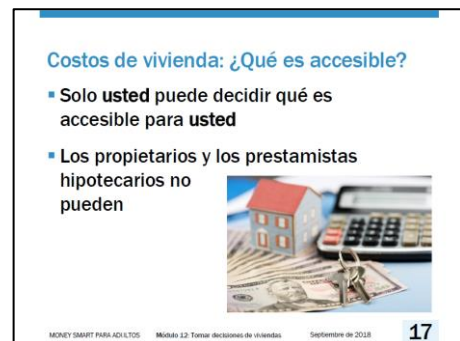 Costos de vivienda: ¿Qué es accesible?
▪ Solo usted puede decidir qué es
accesible para usted
▪ Los propietarios y los prestamistas
hipotecarios no
pueden
MONEY SMART PARA ADULTOS Módulo 12: Tomar decisiones de viviendas Septiembre de 2018 17